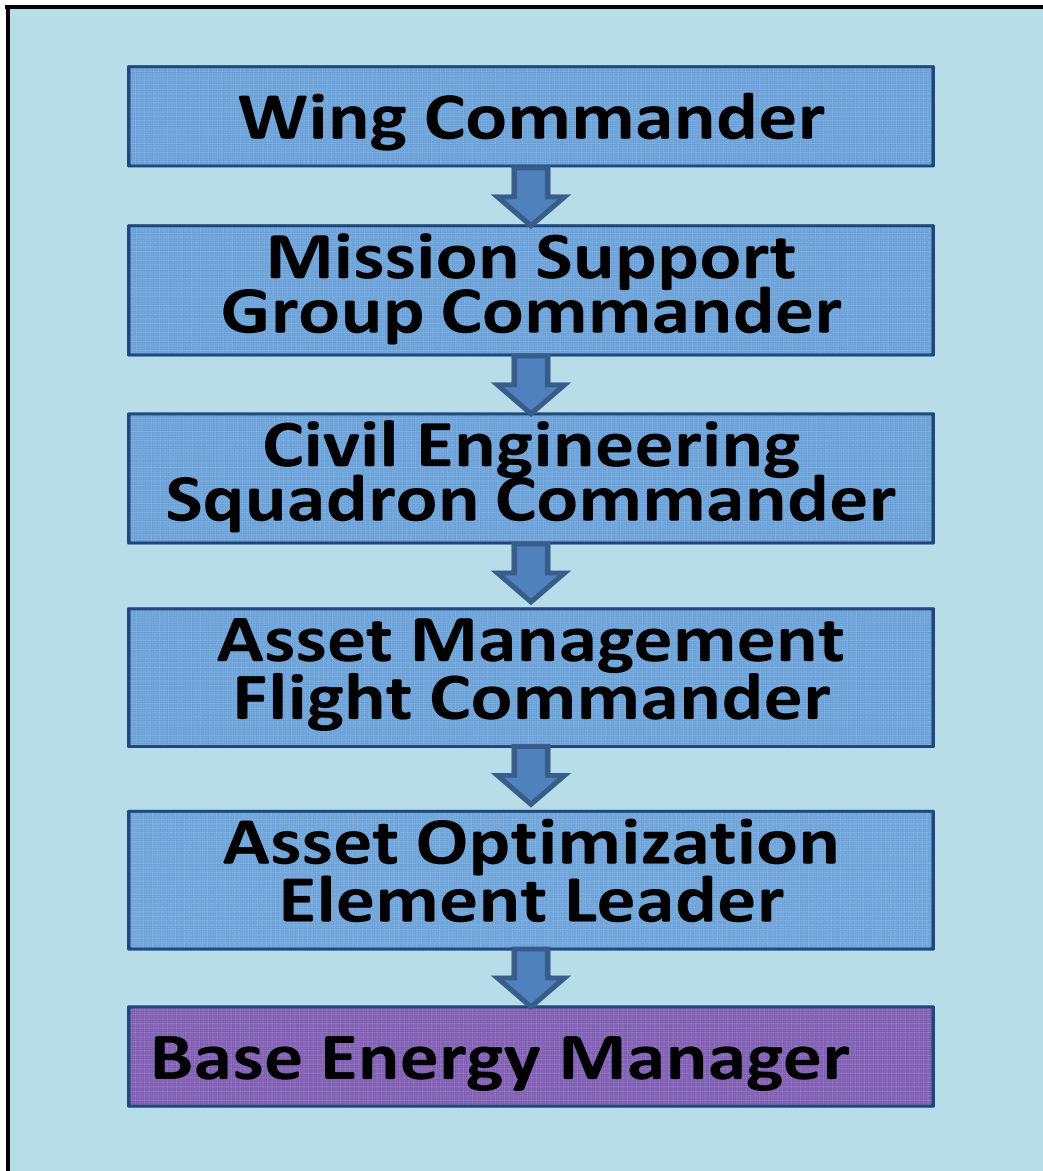 Wing Commander
Mission Support
Group Commander
Civil Engineering
Squadron Commander
Asset Management
Flight Commander
Asset Optimization
Element Leader
Base Energy Manager